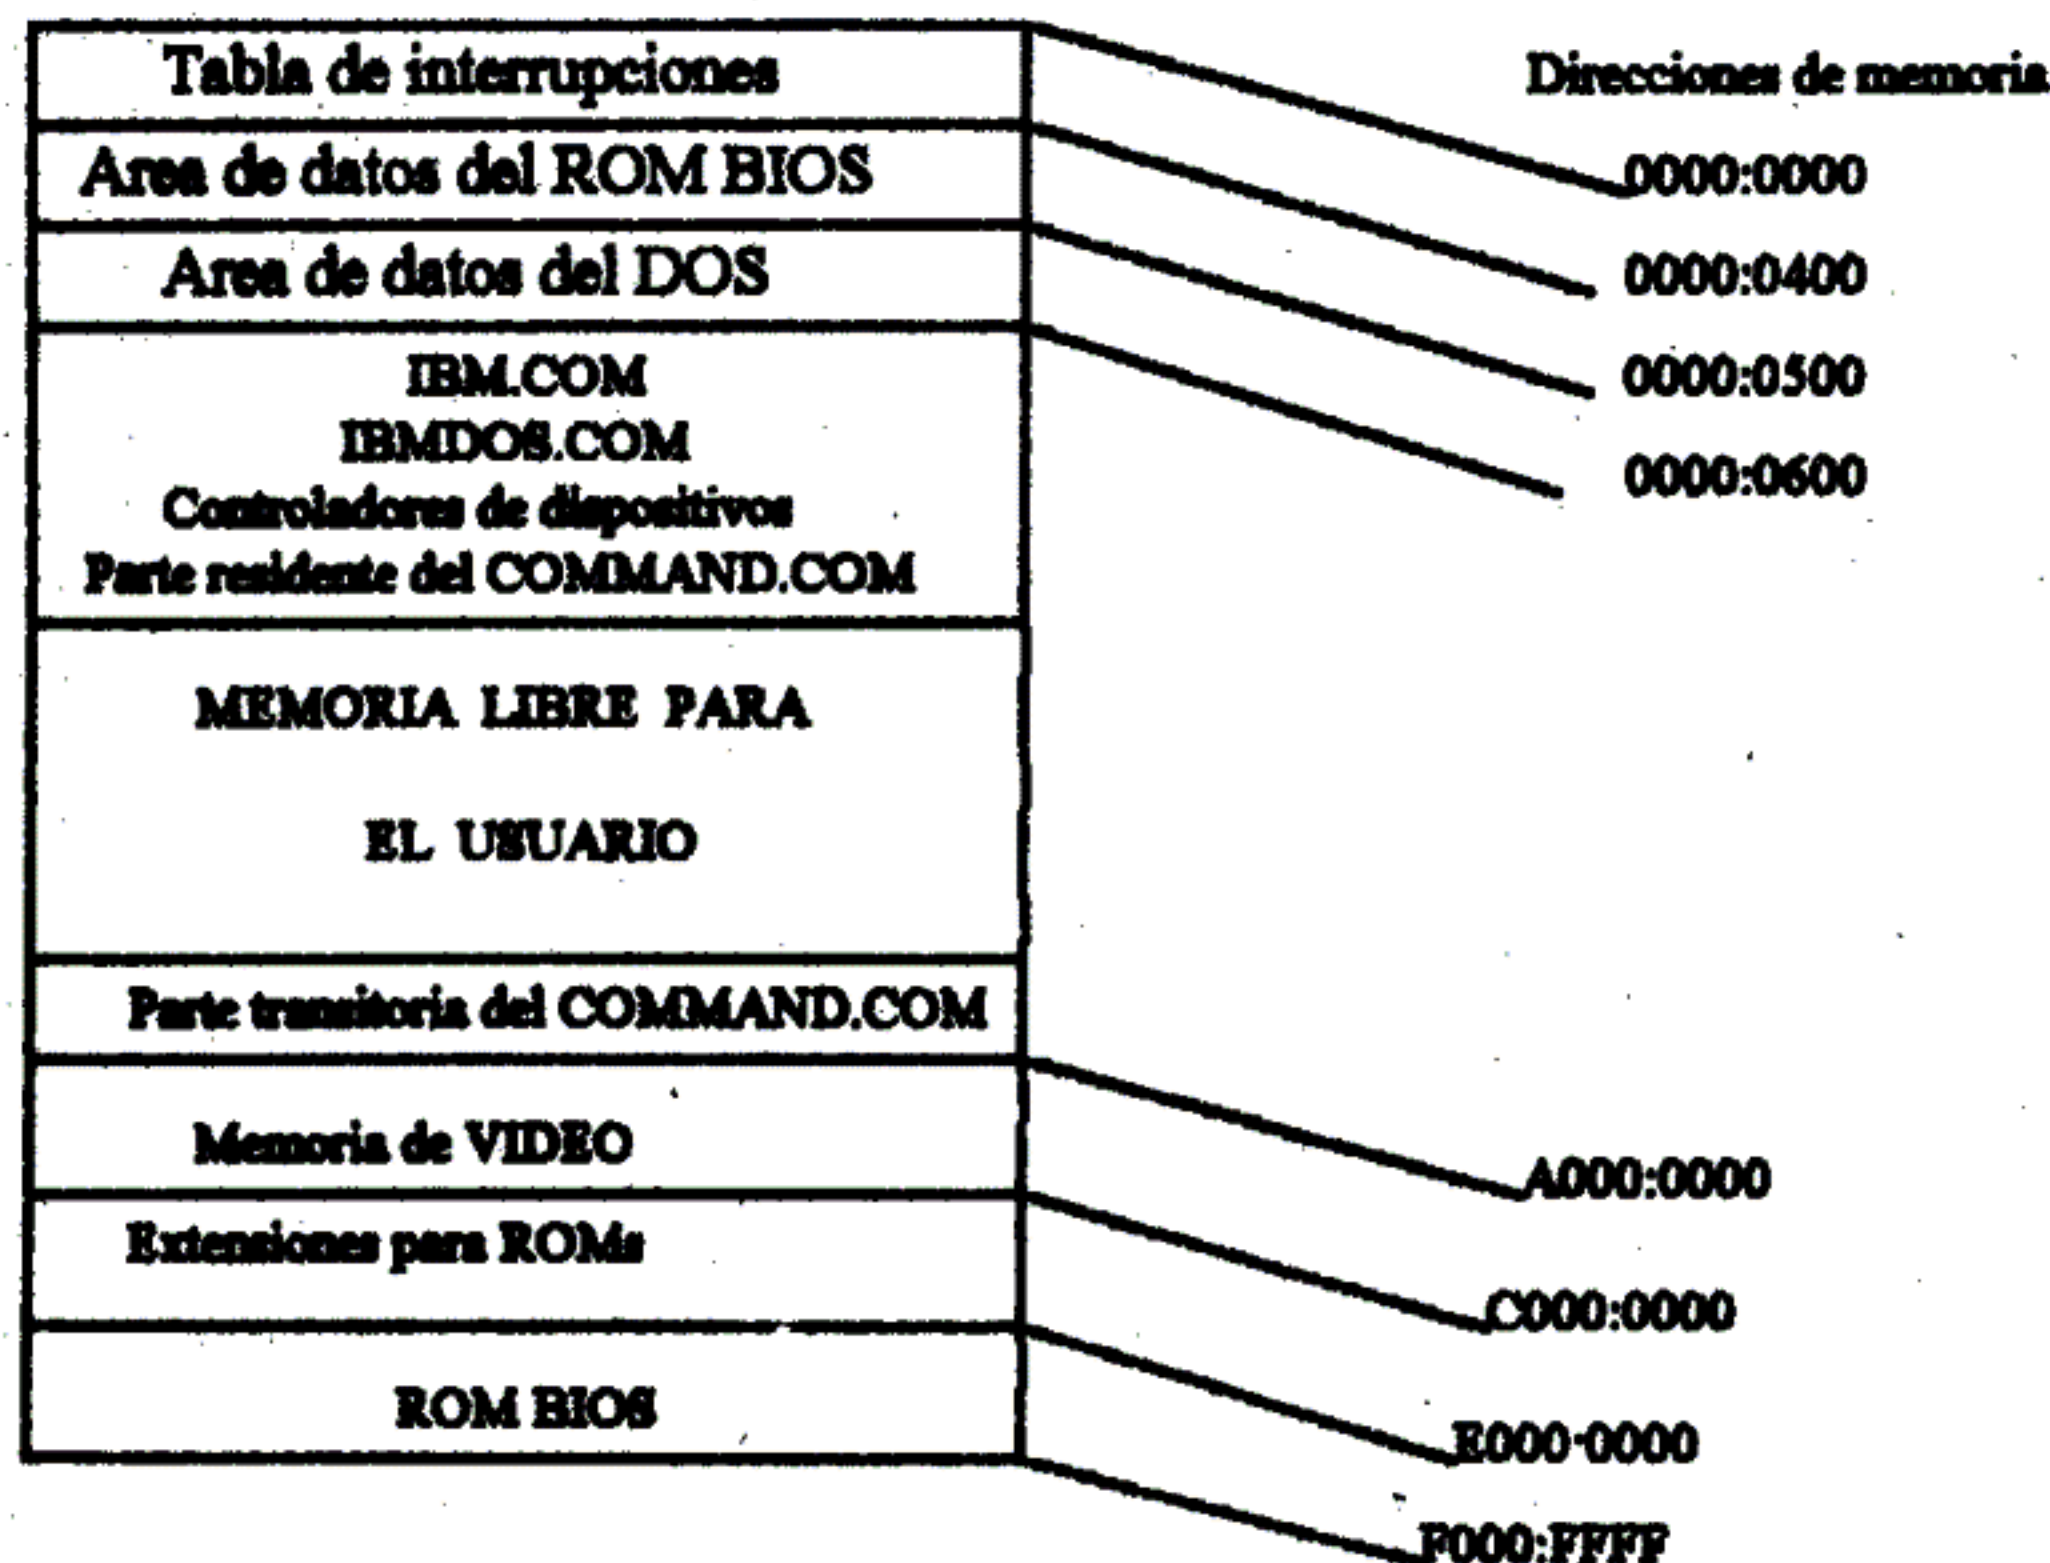 Tabla de interrupciones
Direcciones de memoria
Area de datos del ROM BIOS
0000:0000
Area de datos del DOS
0000:0400
IBM.COM
0000:0500
IBMDOS.COM
0000:0600
Controladores de dispositivos
Parte residente del COMMAND.COM
MEMORIA LIBRE PARA
EL USUARIO
Parte transitoria del COMMAND.COM
Memoria de VIDEO
A000:0000
Extensiones para ROMs
C000:0000
ROM BIOS
E000:0000
F000:FFFF